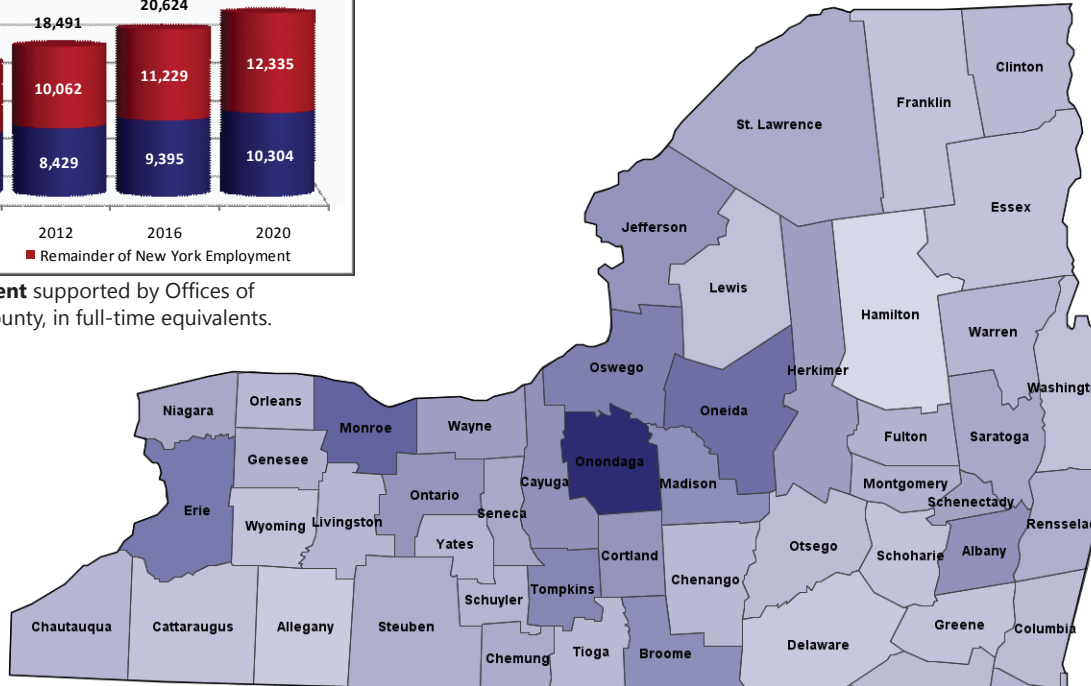 20,624
18,491
12,335
11,229
10,062
10,304
9,395
8,429
2012 2016 2020
Remainder of New York Employment
supported by Offices of
in full-time equivalents.
Clinton
Franklin
St. Lawrence
Essex
Jefferson
Lewis
Hamilton
Warren
Oswego
Herkimer
Oneida
Orleans
Niagara
Monroe
Wayne
Fulton
Saratoga
Genesee
Onondaga
Cayuga
Madison
Montgomery
Ontario
Schenectady
Erie
Seneca
Wyoming
Livingston
Yates
Otsego
Albany
Cortland
Schoharie
Chenango
Tompkins
Schuyler
Chautauqua
Cattaraugus
Allegany
Steuben
Greene
Columbia
Delaware
Tioga
Broome
Chemung